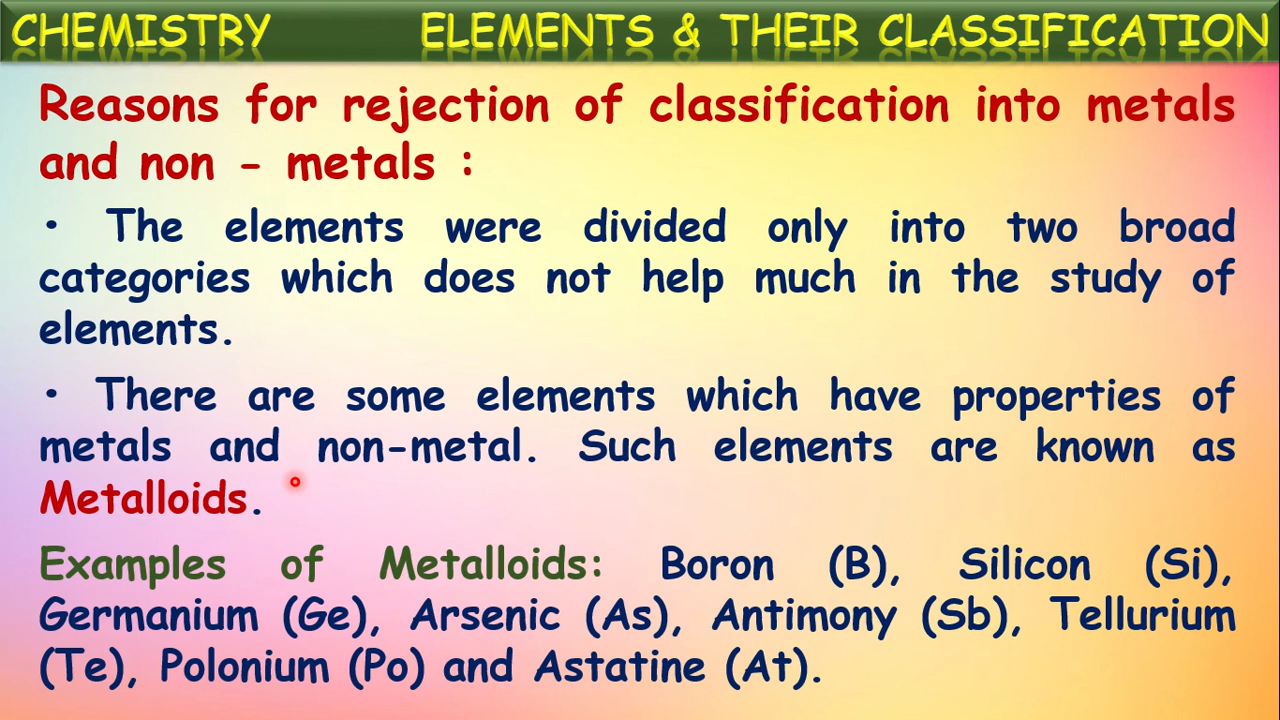 CHEMISTRY ELEMENTS & THEIR CLASSIFICATION
Reasons for rejection of classification into metals
and non - metals :
• The elements were divided only into two broad
categories which does not help much in the study of
elements.
• There are some elements which have properties of
metals and non-metal. Such elements are known as
Metalloids.
Examples of Metalloids: Boron (B), Silicon (Si),
Germanium (Ge), Arsenic (As), Antimony (Sb), Tellurium
(Te), Polonium (Po) and Astatine (At).